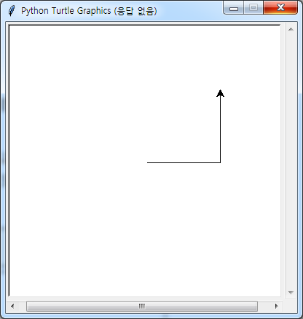 Python Turtle Graphics (응답 없음)